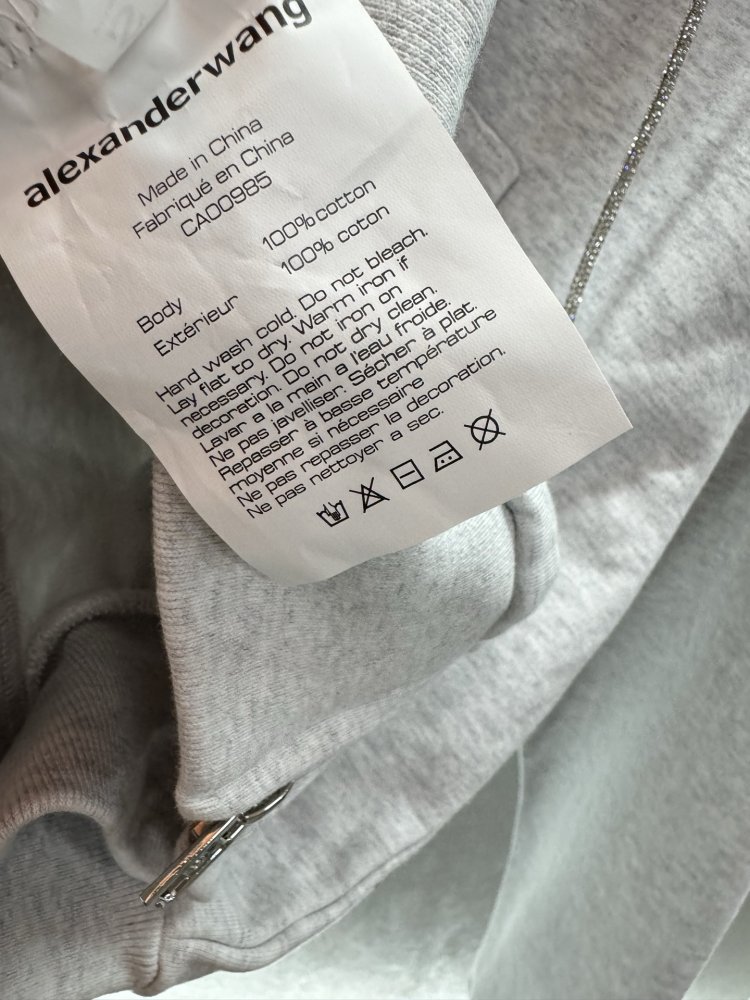 alexanderwang
Made in China
Fabriqué en China
CA00985
100% cotton
100% coton
Body
Extérieur
Hand wash cold. Do not bleach.
Lay flat to dry. Warm iron if
necessary. Do not iron on
decoration. Do not dry clean.
Lavar a la main a l'eau froide.
Ne pas javeliser. Sécher à plat.
Repasser à basse température
moyenne si nécessaire
Ne pas repasser la decoration.
Ne pas nettoyer a sec.